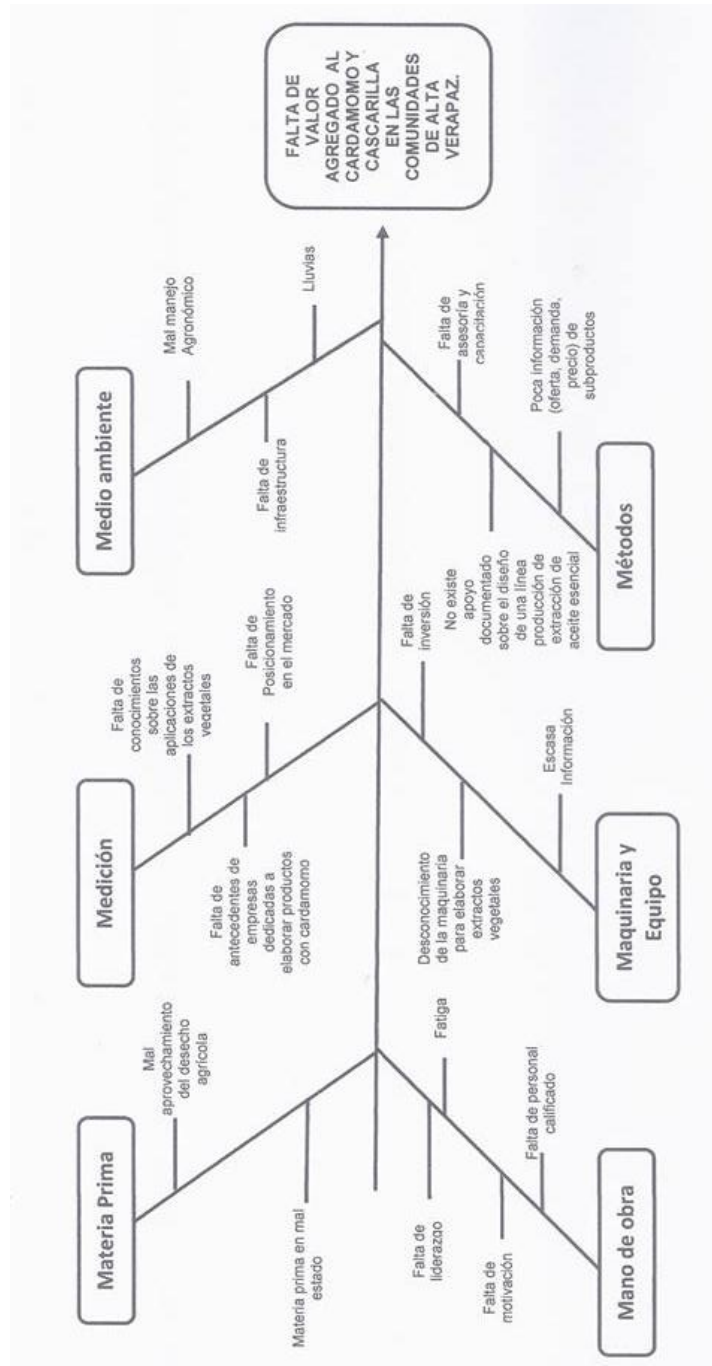 Materia Prima
Mal
aprovechamiento
del desecho
agrícola
Materia prima en mal
estado
Medición
Falta de
conocimientos
sobre las
aplicaciones de
los extractos
vegetales
Falta de
antecedentes de
empresas
dedicadas a
elaborar productos
con cardamomo
Falta de
Posicionamiento
en el mercado
Medio ambiente
Mal manejo
Agronómico
Falta de
infraestructura
Lluvias
FALTA DE
VALOR
AGREGADO AL
CARDAMOMO Y
CASCARILLA
EN LAS
COMUNIDADES
DE ALTA
VERAPAZ.
Falta de
liderazgo
Fatiga
Falta de
motivación
Falta de personal
calificado
Mano de obra
Falta de
inversión
Desconocimiento
de la maquinaria
para elaborar
extractos
vegetales
Escasa
Información
Maquinaria y
Equipo
Falta de
asesoría y
capacitación
No existe
apoyo
documentado
sobre el diseño
de una línea
producción de
extracción de
aceite esencial
Poca información
(oferta, demanda,
precio) de
subproductos
Métodos